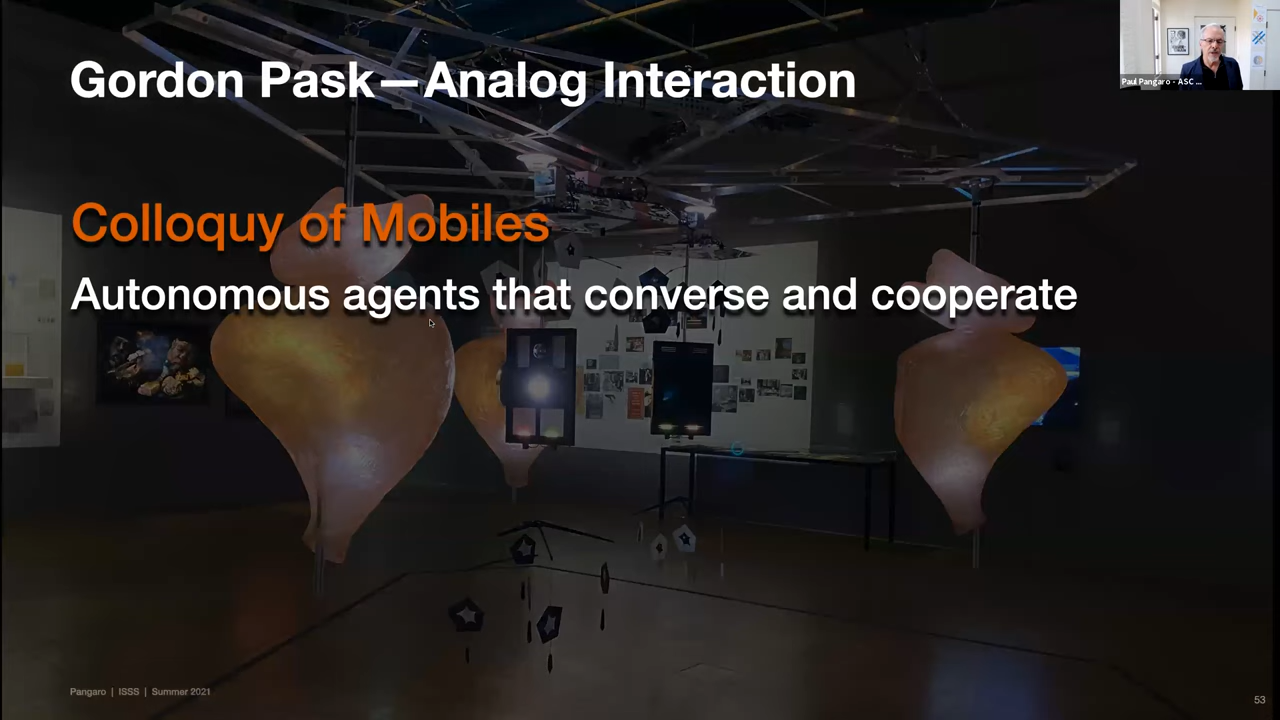 Gordon Pask—Analog Interaction
Paul Pangaro - ASC ...
Colloquy of Mobiles
Autonomous agents that converse and cooperate
Pangaro | ISSS | Summer 2021
53